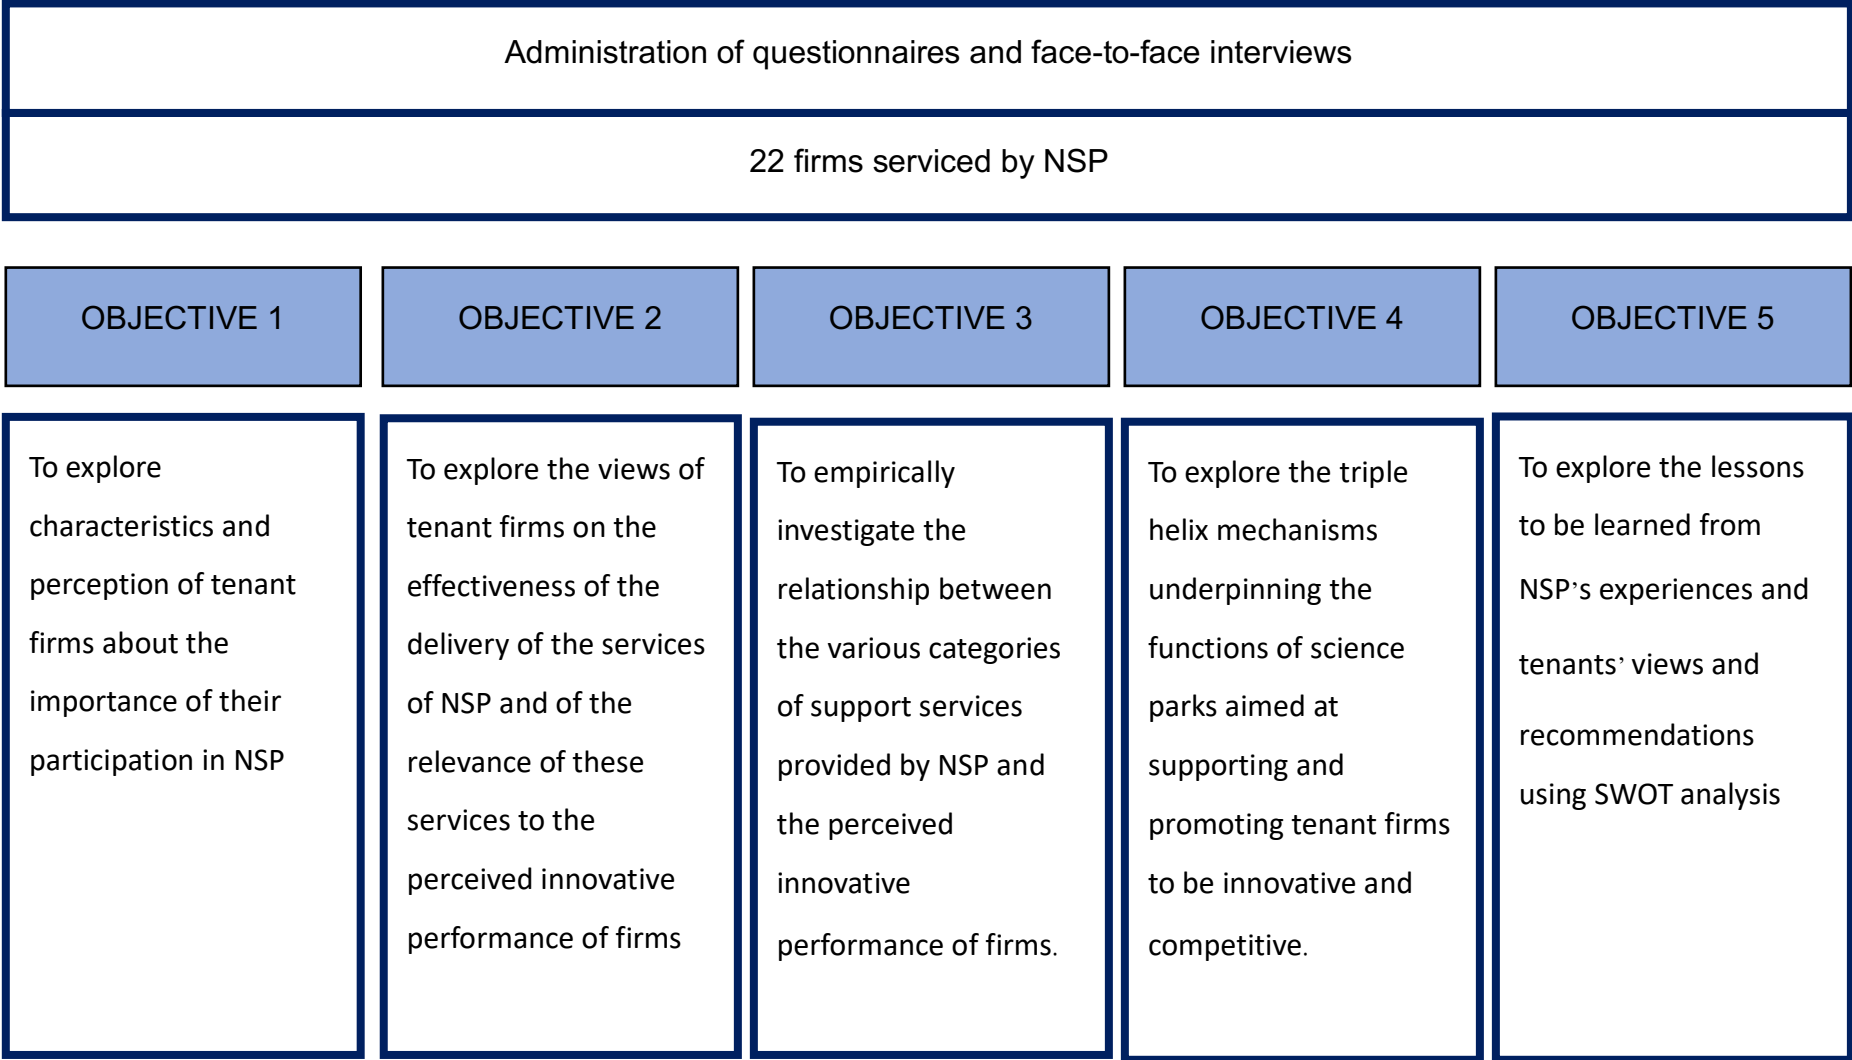 Administration of questionnaires and face-to-face interviews
22 firms serviced by NSP
OBJECTIVE 1
OBJECTIVE 2
OBJECTIVE 3
OBJECTIVE 4
OBJECTIVE 5
To explore
characteristics and
perception of tenant
firms about the
importance of their
participation in NSP
To explore the views of
tenant firms on the
effectiveness of the
delivery of the services
of NSP and of the
relevance of these
services to the
perceived innovative
performance of firms
To empirically
investigate the
relationship between
the various categories
of support services
provided by NSP and
the perceived
innovative
performance of firms.
To explore the triple
helix mechanisms
underpinning the
functions of science
parks aimed at
supporting and
promoting tenant firms
to be innovative and
competitive.
To explore the lessons
to be learned from
NSP’s experiences and
tenants’ views and
recommendations
using SWOT analysis